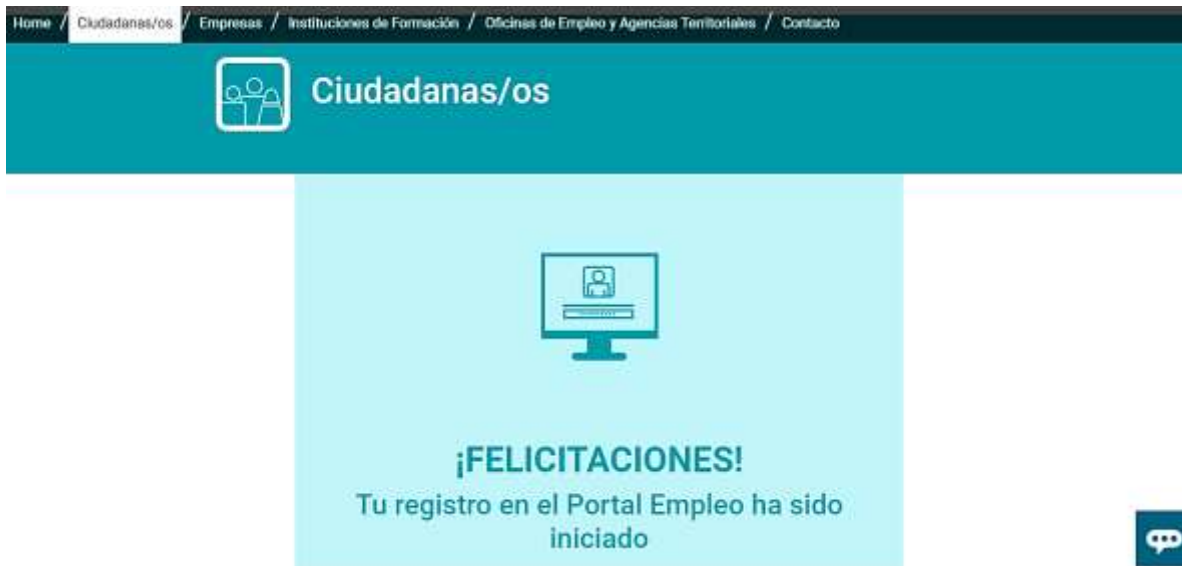 Home / Ciudadanas/os / Empresas / Instituciones de Formación / Oficinas de Empleo y Agencias Territoriales / Contacto
Ciudadanas/os
¡FELICITACIONES!
Tu registro en el Portal Empleo ha sido
iniciado